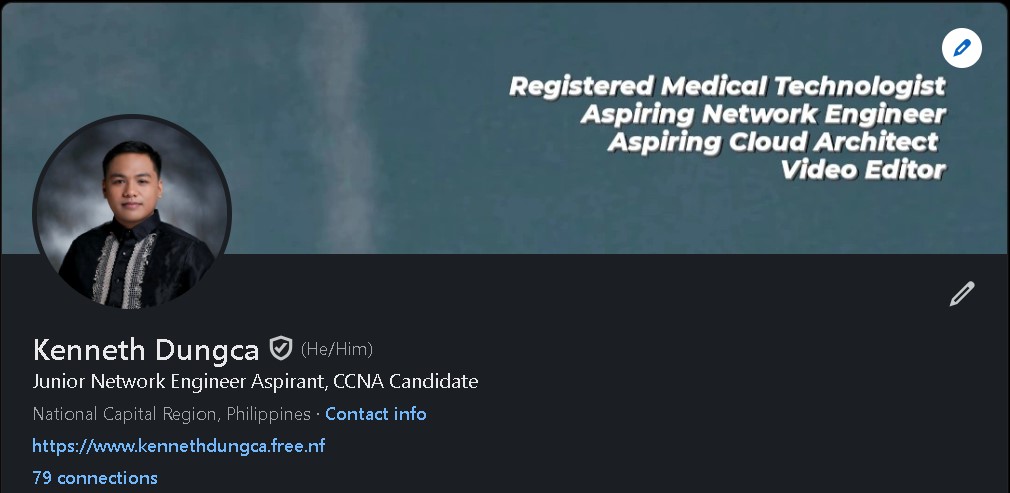 Registered Medical Technologist
Aspiring Network Engineer
Aspiring Cloud Architect
Video Editor
Kenneth Dungca (He/Him)
Junior Network Engineer Aspirant, CCNA Candidate
National Capital Region, Philippines · Contact info
https://www.kennethdungca.free.nf
79 connections